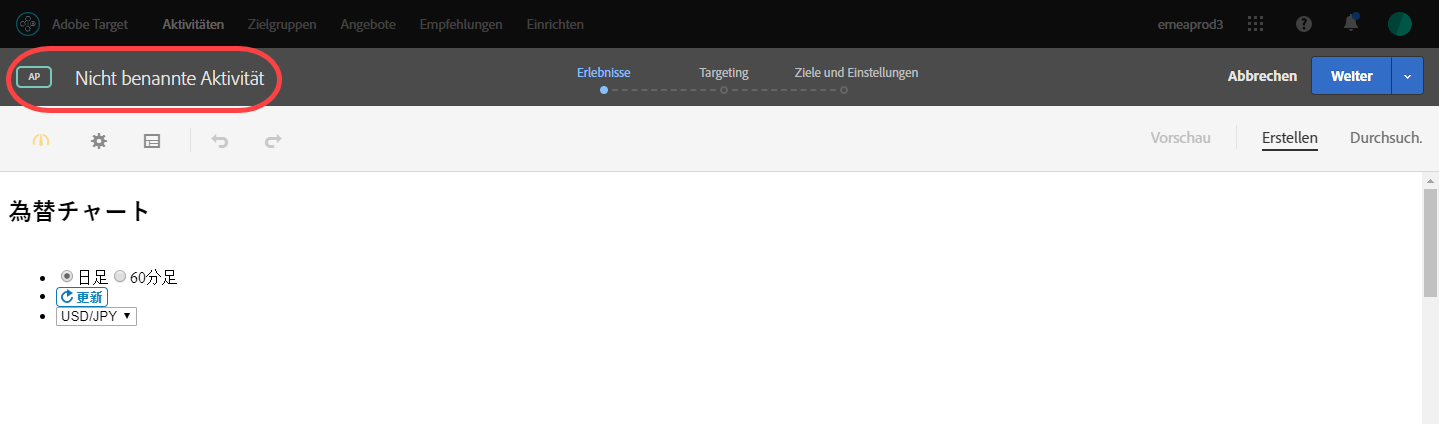 Adobe Target Aktivitäten Zielgruppen Angebote Empfehlungen Einrichten emeaprod3
AP Nicht benannte Aktivität Erlebnisse Targeting Ziele und Einstellungen Abbrechen Weiter
Vorschau Erstellen Durchsuch.
為替チャート
日足 60分足
更新
USD/JPY